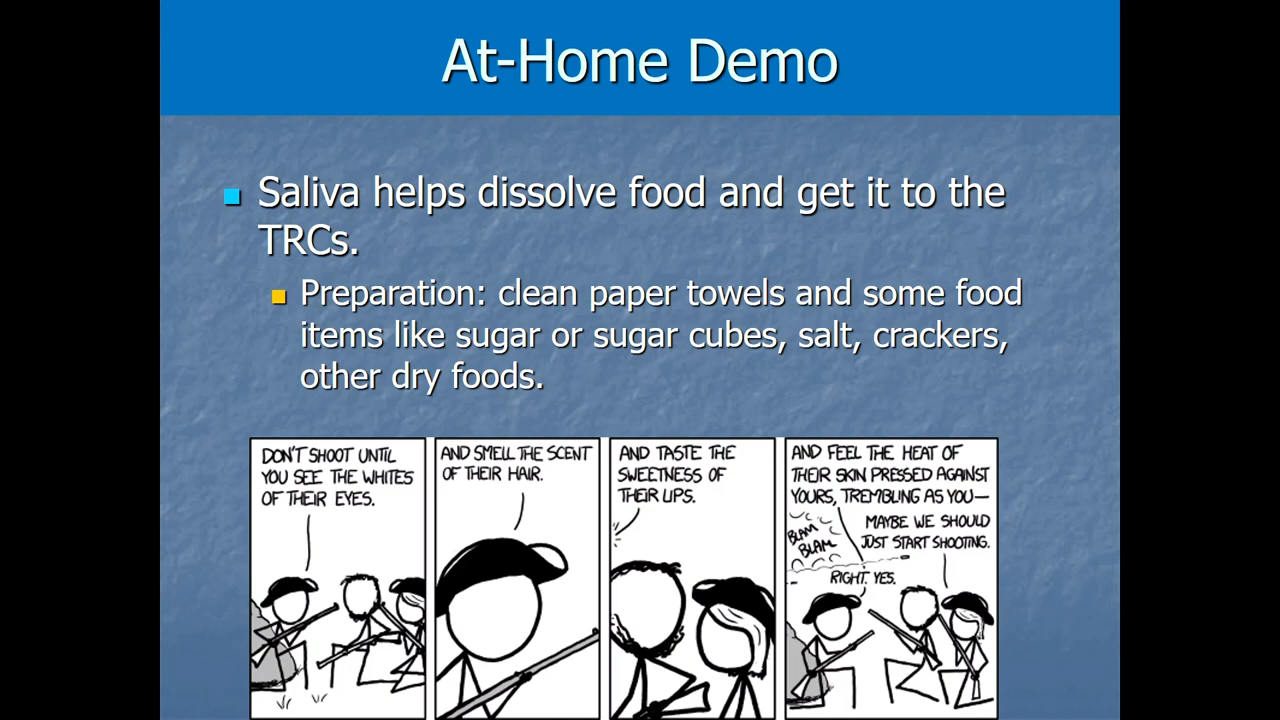 At-Home Demo
Saliva helps dissolve food and get it to the
TRCs.
Preparation: clean paper towels and some food
items like sugar or sugar cubes, salt, crackers,
other dry foods.
DON'T SHOOT UNTIL
YOU SEE THE WHITES
OF THEIR EYES.
AND SMELL THE SCENT
OF THEIR HAIR.
AND TASTE THE
SWEETNESS OF
THEIR LIPS.
AND FEEL THE HEAT OF
THEIR SKIN PRESSED AGAINST
YOURS, TREMBLING AS YOU—
MAYBE WE SHOULD
JUST START SHOOTING.
BLAM
BLAM
RIGHT. YES.